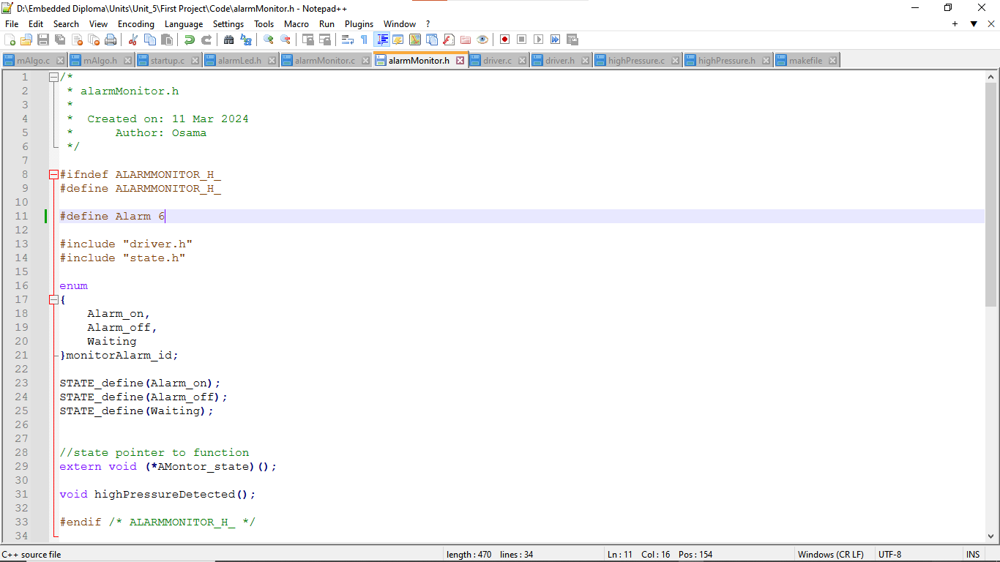 D:\Embedded Diploma\Units\Unit_5\First Project\Code\alarmMonitor.h - Notepad++
File Edit Search View Encoding Language Settings Tools Macro Run Plugins Window ? + ▼ X
mAlgo.c mAlgo.h startup.c alarmLed.h alarmMonitor.c alarmMonitor.h driver.c driver.h highPressure.c highPressure.h makefile
1 /*
2 * alarmMonitor.h
3 *
4 * Created on: 11 Mar 2024
5 * Author: Osama
6 */
7
8 #ifndef ALARMMONITOR_H_
9 #define ALARMMONITOR_H_
10
11 #define Alarm 6
12
13 #include "driver.h"
14 #include "state.h"
15
16 enum
17 {
18 Alarm_on,
19 Alarm_off,
20 Waiting
21 }monitorAlarm_id;
22
23 STATE_define(Alarm_on);
24 STATE_define(Alarm_off);
25 STATE_define(Waiting);
26
27
28 //state pointer to function
29 extern void (*AMontor_state)();
30
31 void highPressureDetected();
32
33 #endif /* ALARMMONITOR_H_ */
34
C++ source file length : 470 lines : 34 Ln : 11 Col : 16 Pos : 154 Windows (CR LF) UTF-8 INS